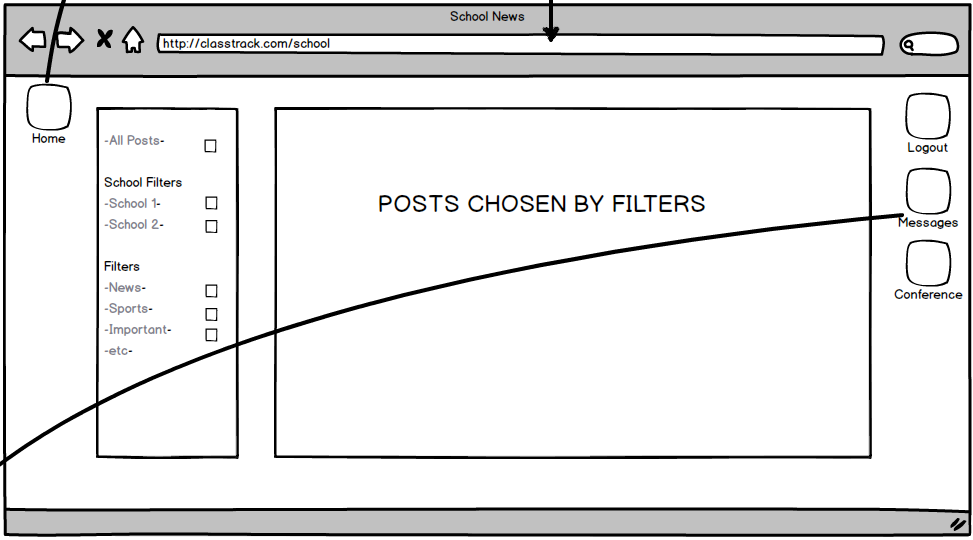 School News
http://classtrack.com/school
Home
-All Posts-
School Filters
-School 1-
-School 2-
Filters
-News-
-Sports-
-Important-
-etc-
POSTS CHOSEN BY FILTERS
Logout
Messages
Conference